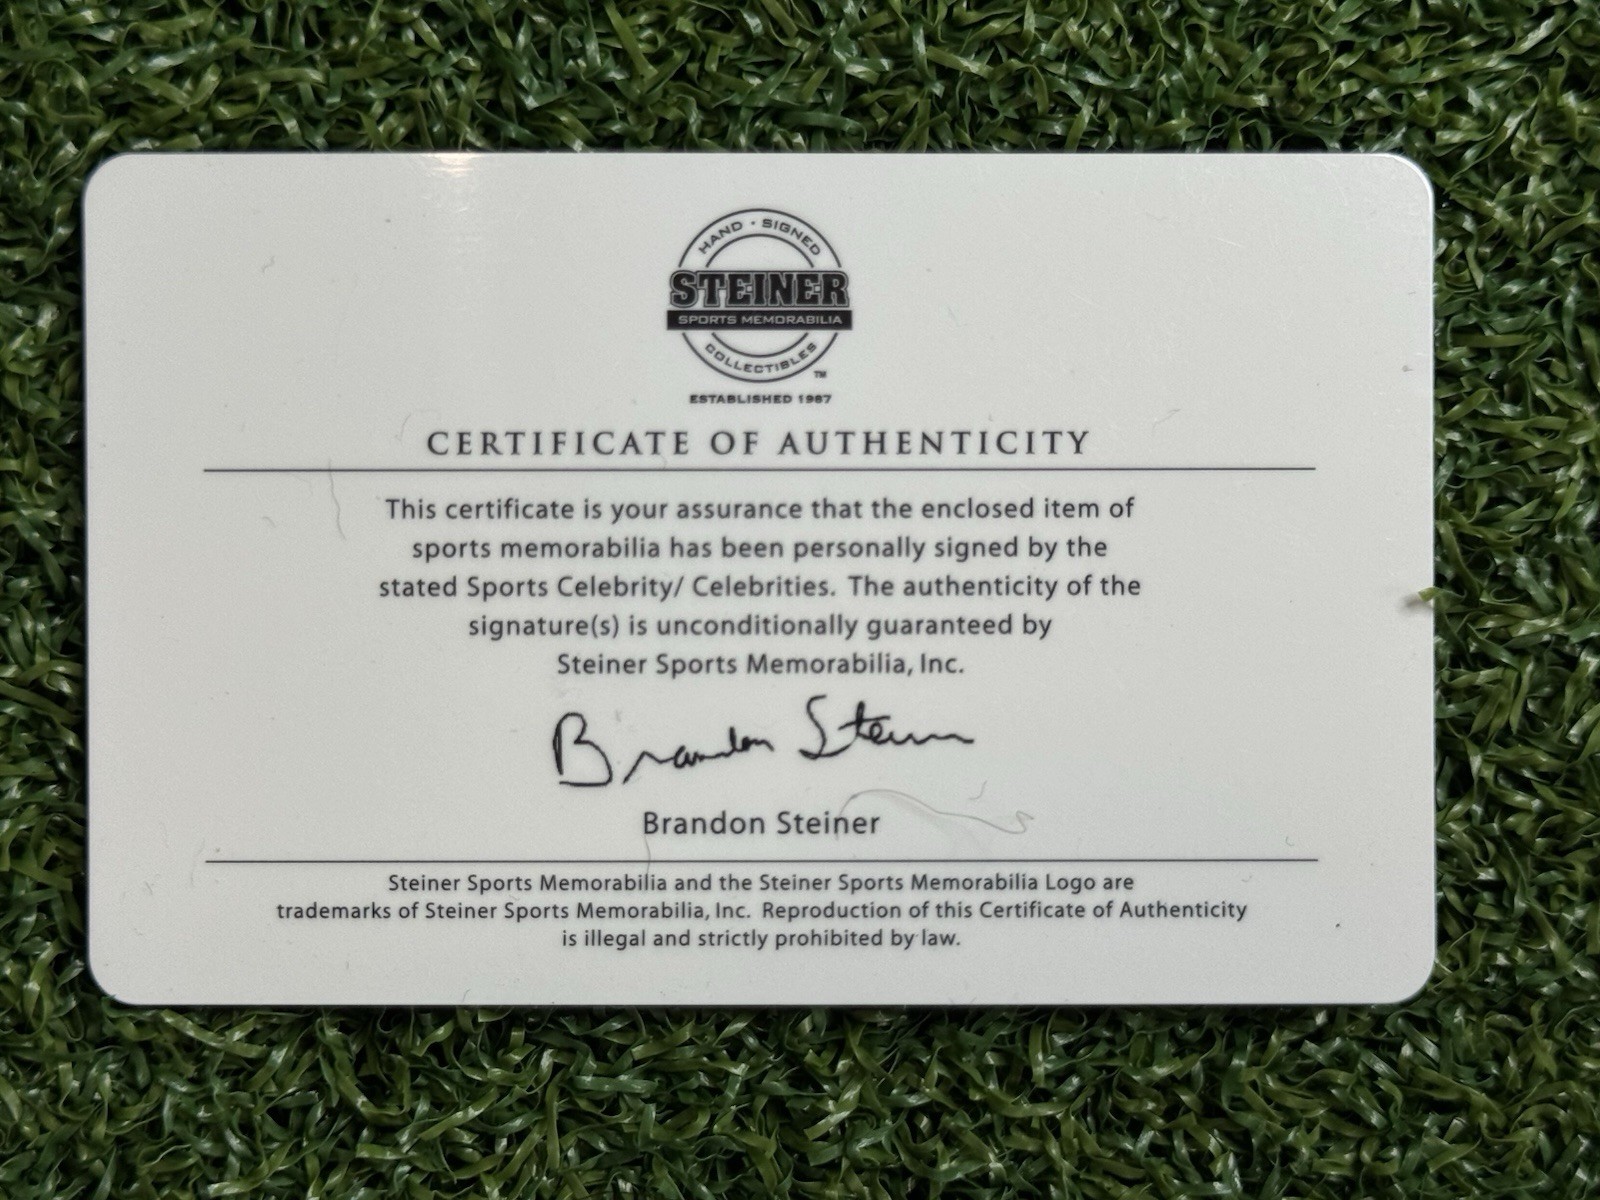 HAND · SIGNED
STEINER
SPORTS MEMORABILIA
COLLECTIBLES
TM
ESTABLISHED 1987
CERTIFICATE OF AUTHENTICITY
This certificate is your assurance that the enclosed item of
sports memorabilia has been personally signed by the
stated Sports Celebrity/ Celebrities. The authenticity of the
signature(s) is unconditionally guaranteed by
Steiner Sports Memorabilia, Inc.
Brandon Steiner
Brandon Steiner
Steiner Sports Memorabilia and the Steiner Sports Memorabilia Logo are
trademarks of Steiner Sports Memorabilia, Inc. Reproduction of this Certificate of Authenticity
is illegal and strictly prohibited by law.